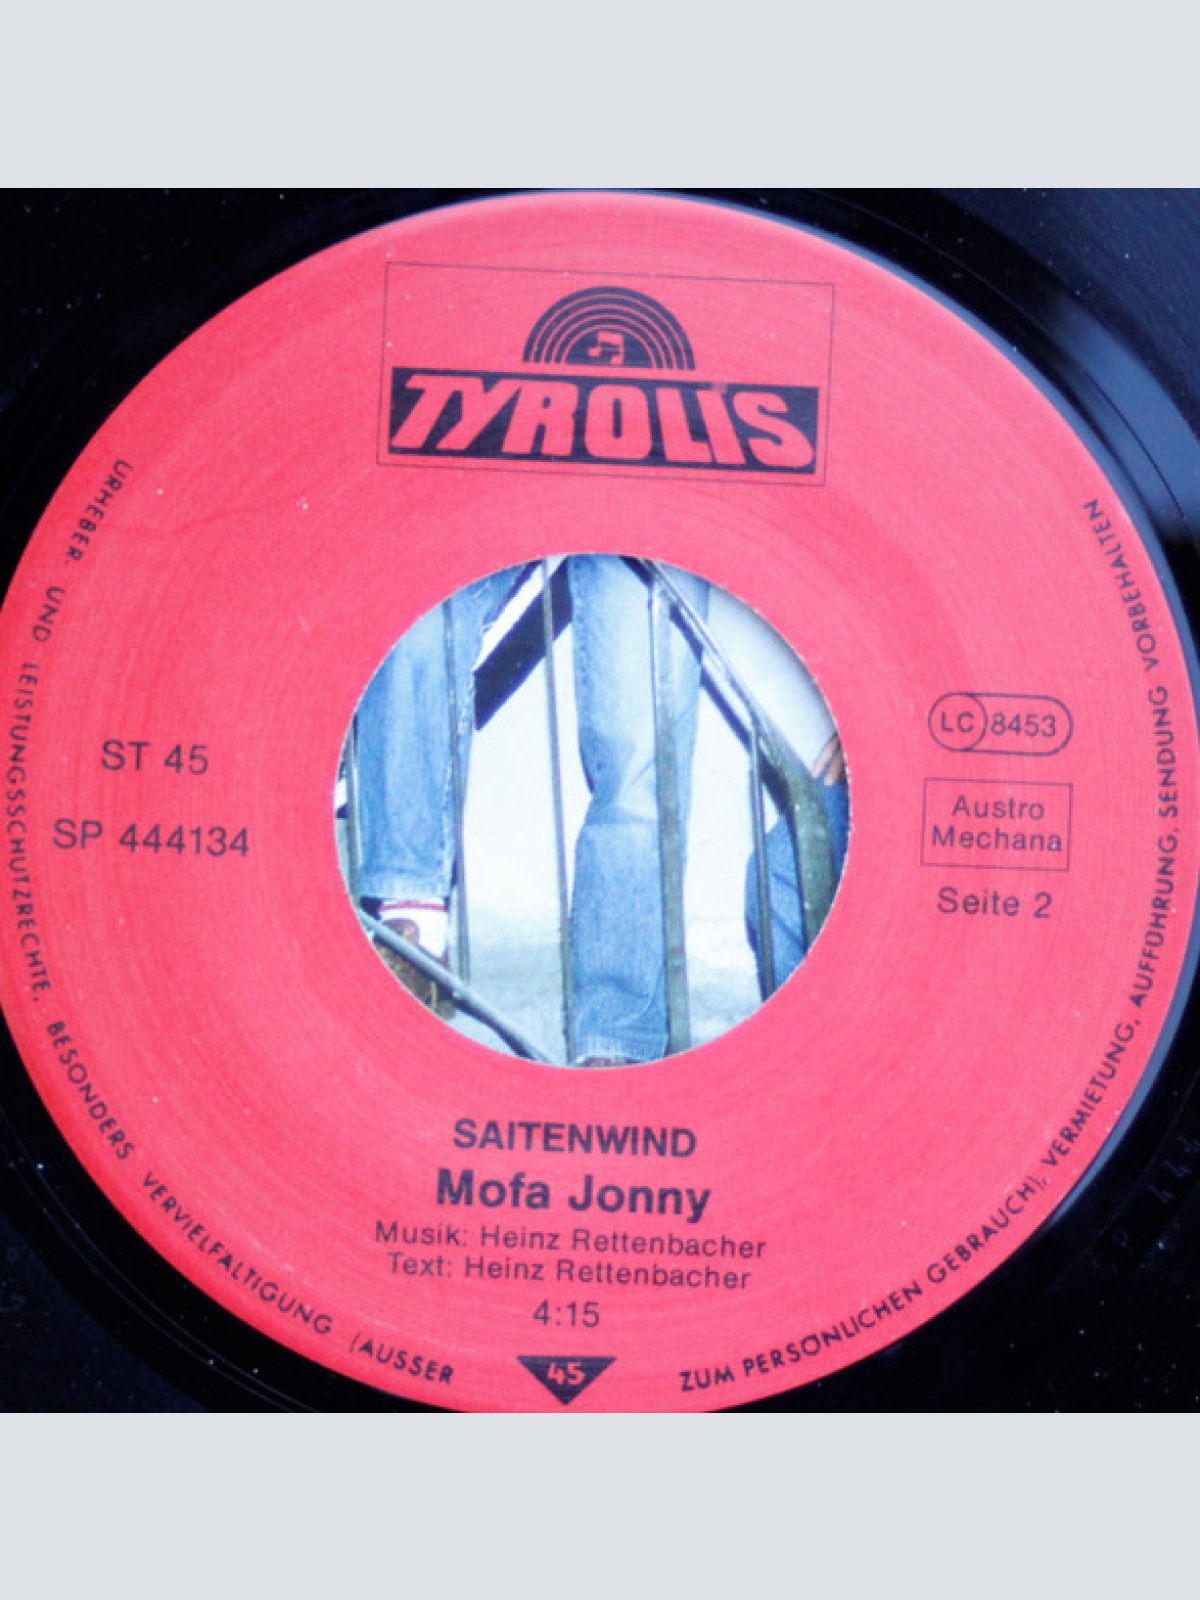 TYROLIS
ST 45
SP 444134
LC 8453
Austro
Mechana
Seite 2
SAITENWIND
Mofa Jonny
Musik: Heinz Rettenbacher
Text: Heinz Rettenbacher
4:15
45
URHEBER- UND LEISTUNGSSCHUTZRECHTE, BESONDERS VERVIELFALTIGUNG (AUSSER ZUM PERSÖNLICHEN GEBRAUCH), VERMIETUNG, AUFFÜHRUNG, SENDUNG VORBEHALTEN